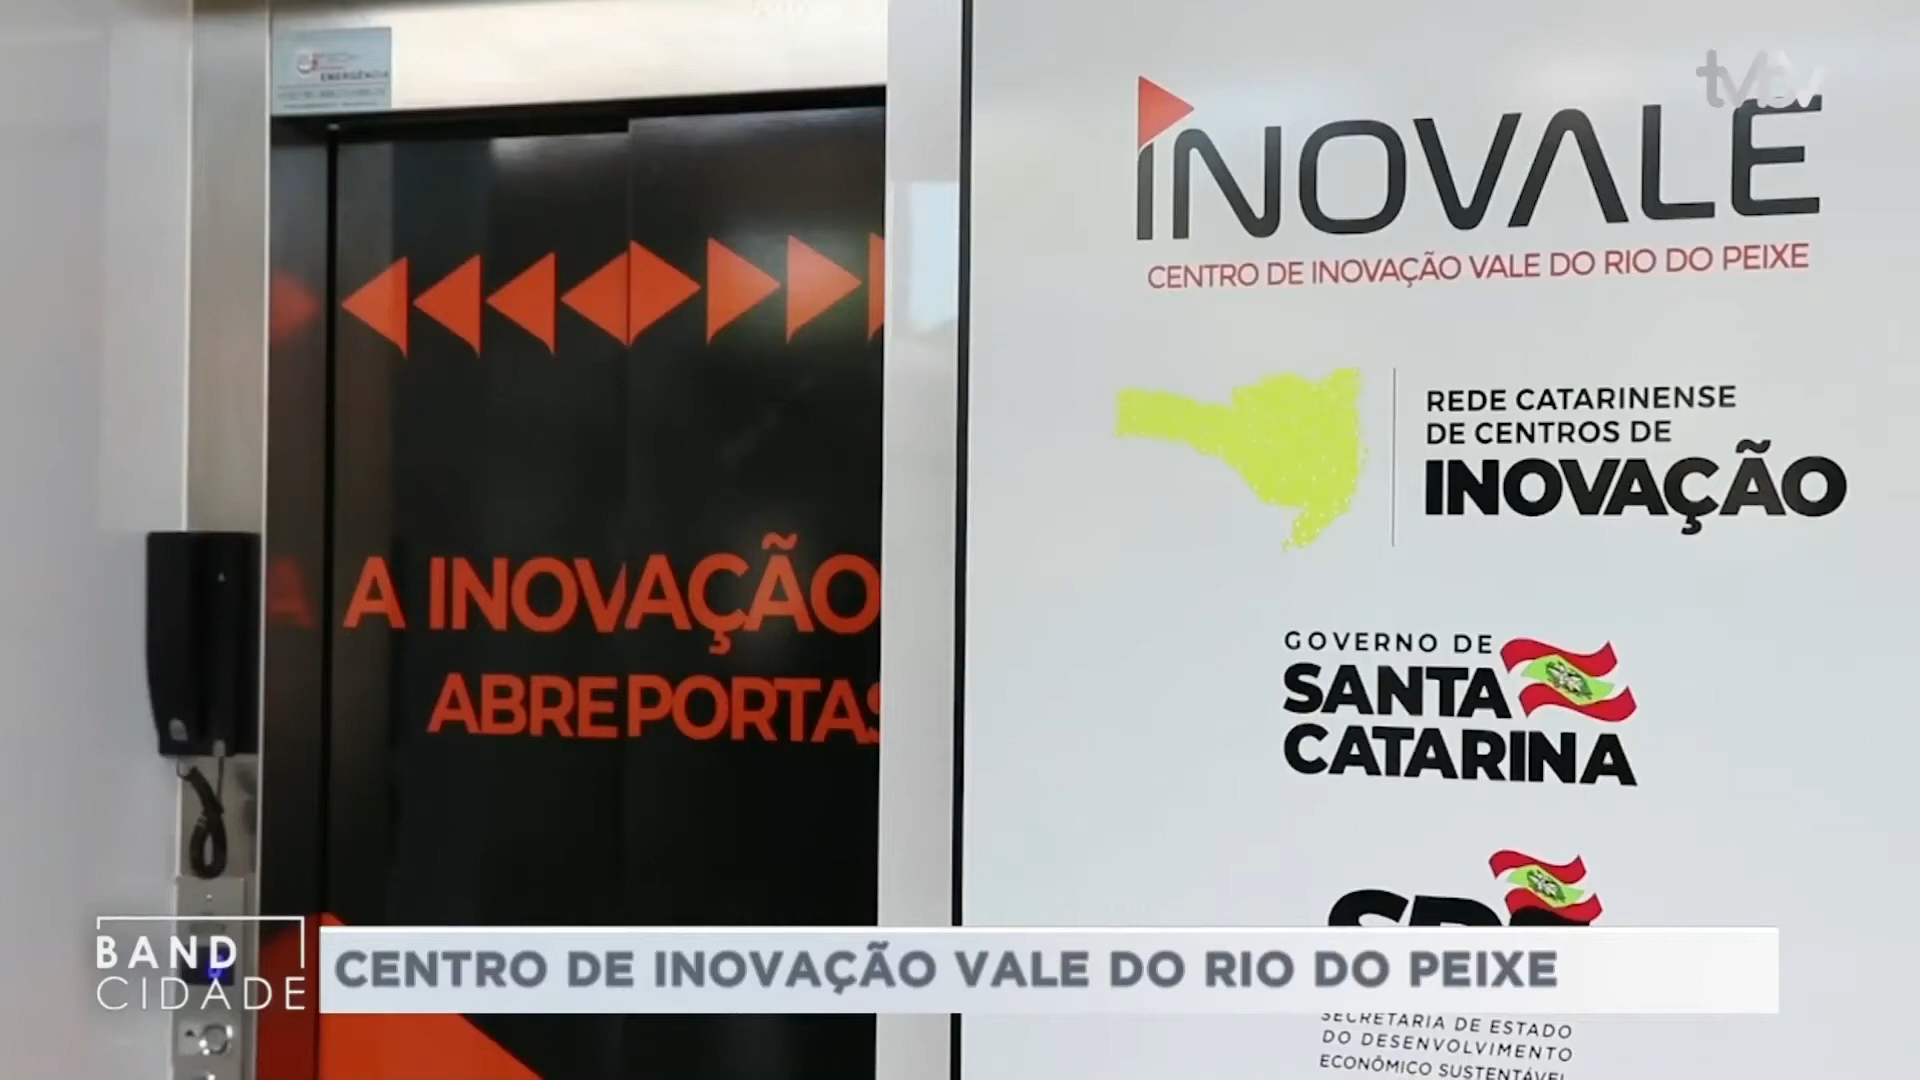 EMERGÊNCIA
tvbv
INOVALE
CENTRO DE INOVAÇÃO VALE DO RIO DO PEIXE
REDE CATARINENSE
DE CENTROS DE
INOVAÇÃO
A INOVAÇÃO
ABRE PORTAS
GOVERNO DE
SANTA
CATARINA
BAND
CIDADE
CENTRO DE INOVAÇÃO VALE DO RIO DO PEIXE
SECRETARIA DE ESTADO
DO DESENVOLVIMENTO
ECONÔMICO SUSTENTÁVEL